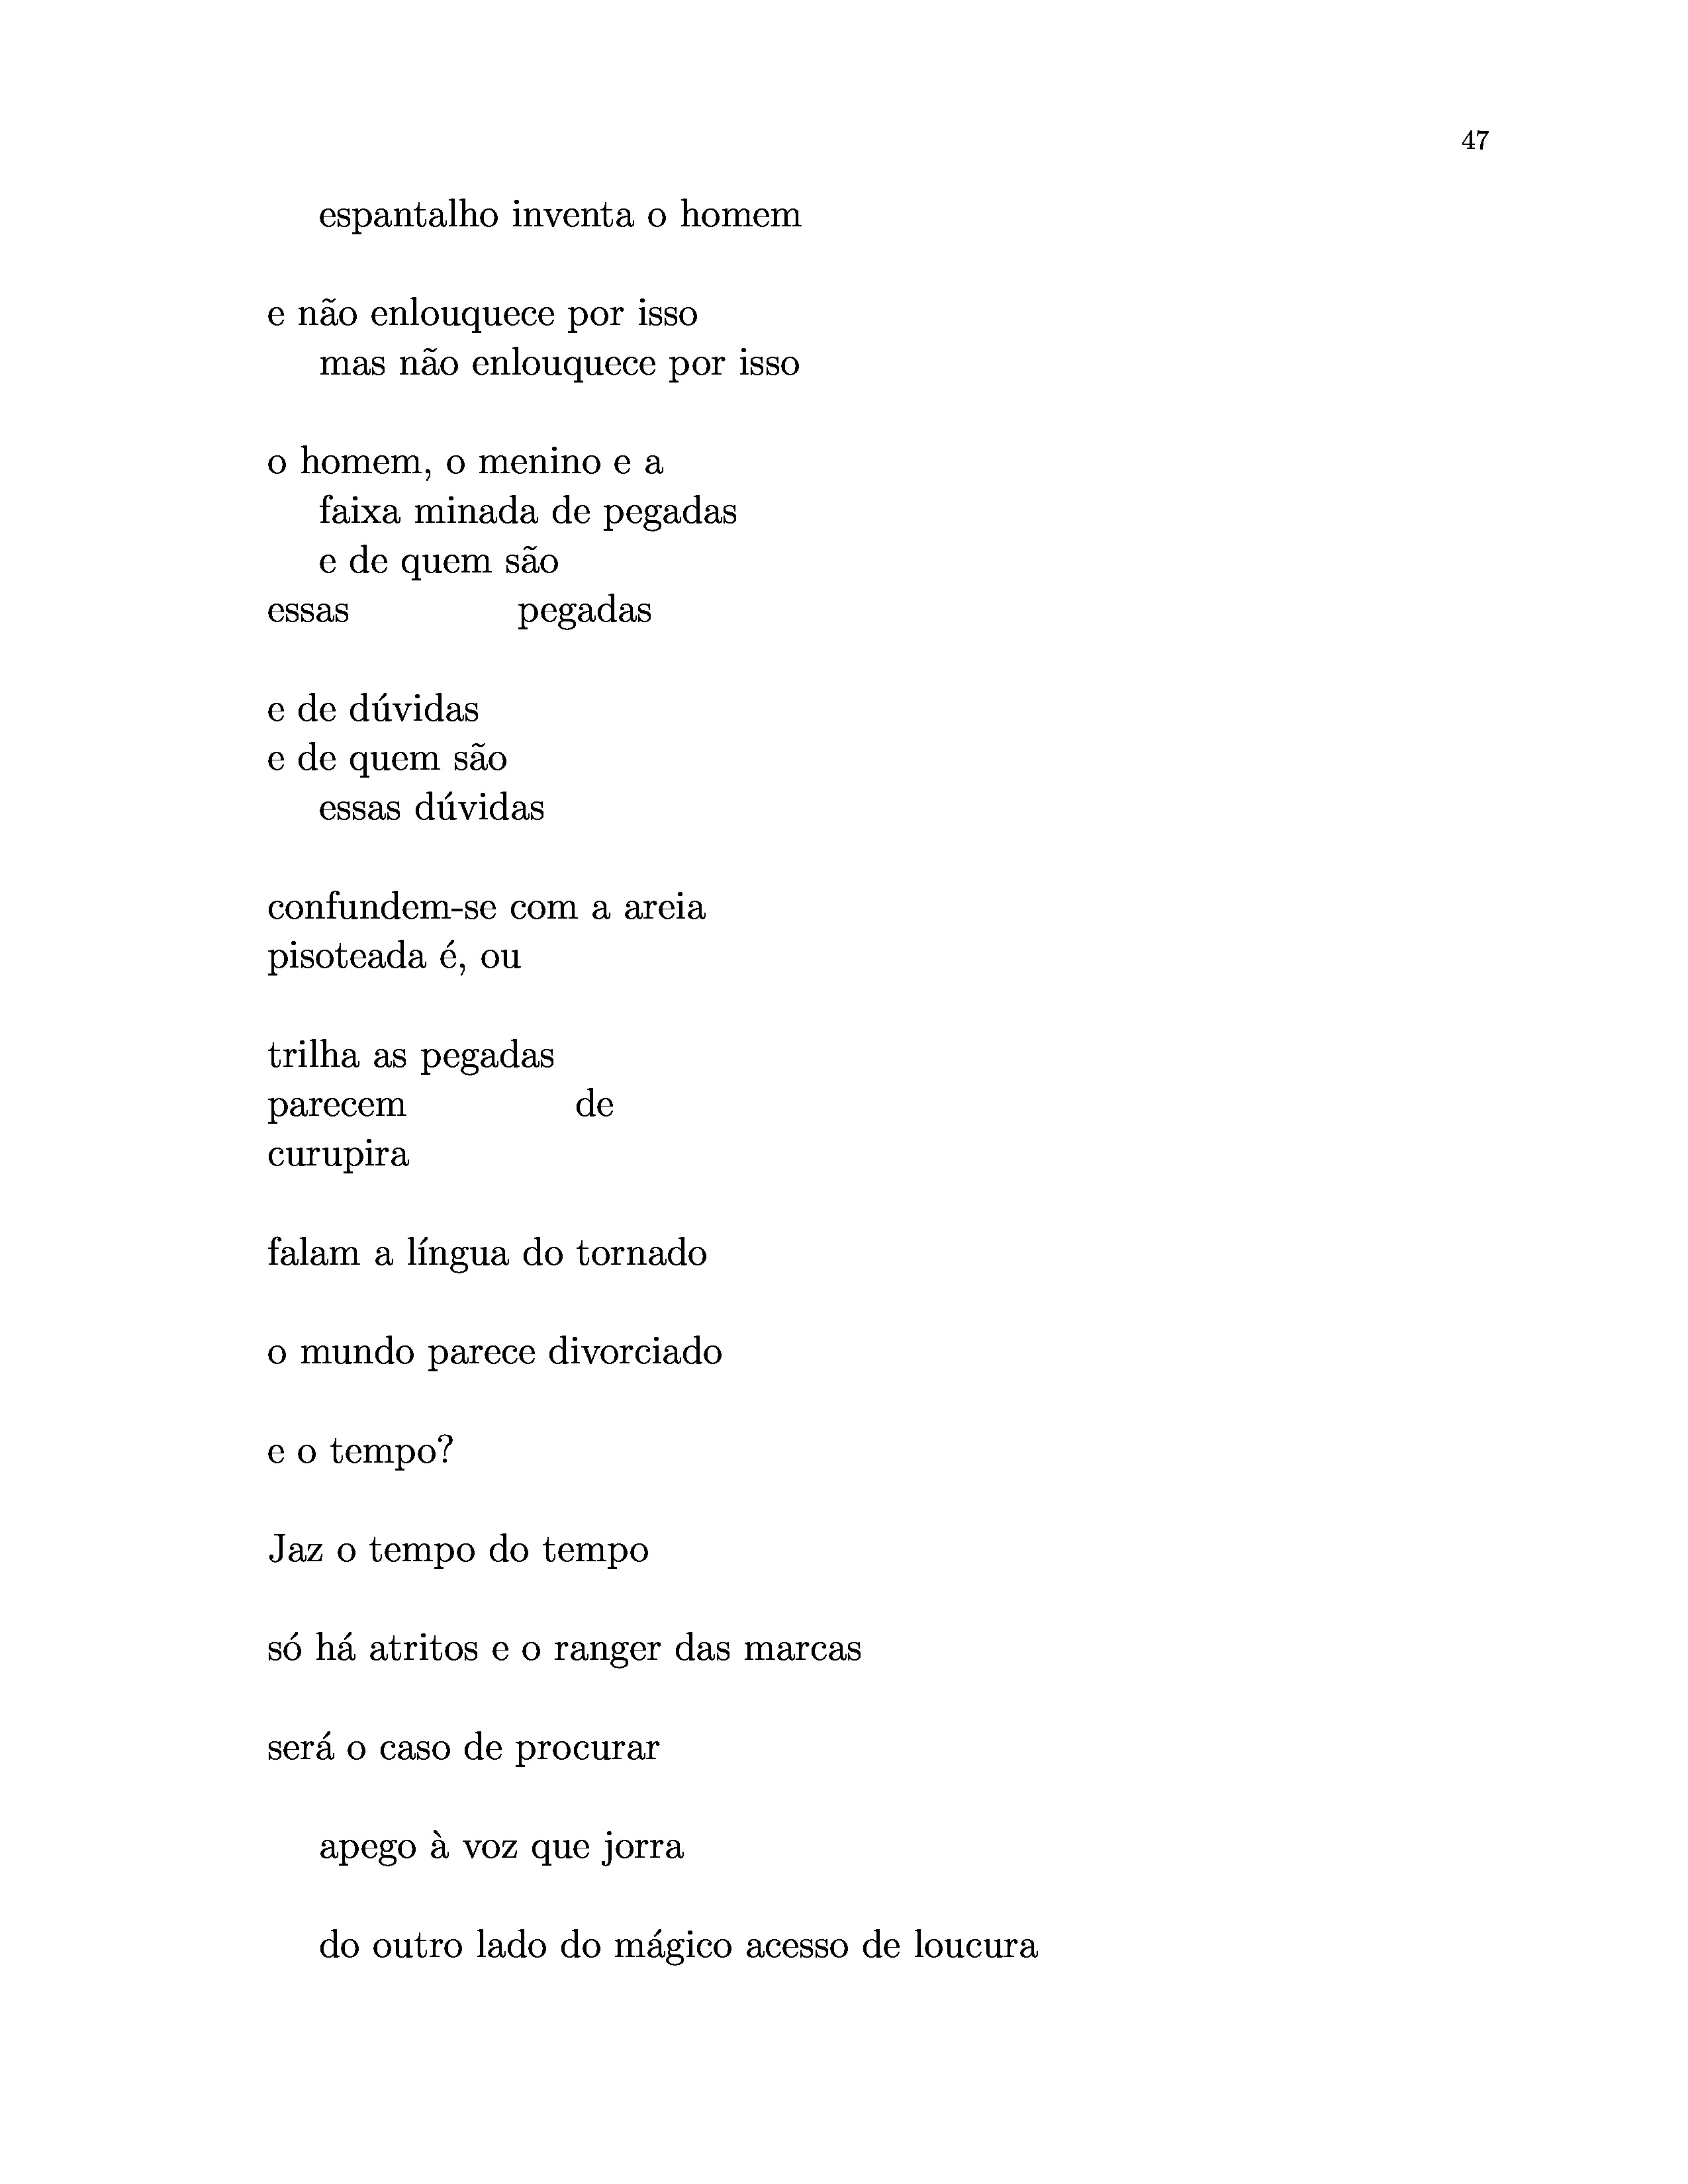 47
espantalho inventa o homem
e não enlouquece por isso
mas não enlouquece por isso
o homem, o menino e a
faixa minada de pegadas
e de quem são
essas pegadas
e de dúvidas
e de quem são
essas dúvidas
confundem-se com a areia
pisoteada é, ou
trilha as pegadas
parecem de
curupira
falam a língua do tornado
o mundo parece divorciado
e o tempo?
Jaz o tempo do tempo
só há atritos e o ranger das marcas
será o caso de procurar
apego à voz que jorra
do outro lado do mágico acesso de loucura